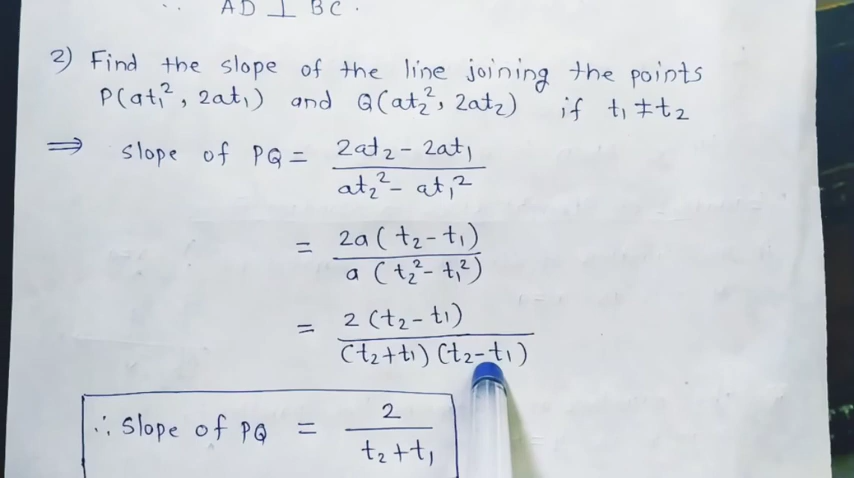 ∵ AD ⊥ BC.
2) Find the slope of the line joining the points
P(at₁², 2at₁) and Q(at₂², 2at₂) if t₁ ≠ t₂
⇒ slope of PQ = (2at₂ - 2at₁) / (at₂² - at₁²)
= 2a(t₂ - t₁) / a(t₂² - t₁²)
= 2(t₂ - t₁) / (t₂+t₁)(t₂-t₁)
∴ slope of PQ = 2 / (t₂+t₁)